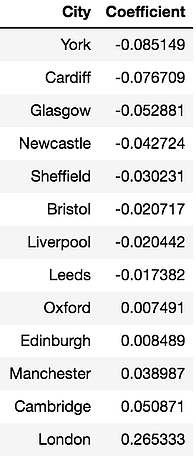 City Coefficient
York -0.085149
Cardiff -0.076709
Glasgow -0.052881
Newcastle -0.042724
Sheffield -0.030231
Bristol -0.020717
Liverpool -0.020442
Leeds -0.017382
Oxford 0.007491
Edinburgh 0.008489
Manchester 0.038987
Cambridge 0.050871
London 0.265333